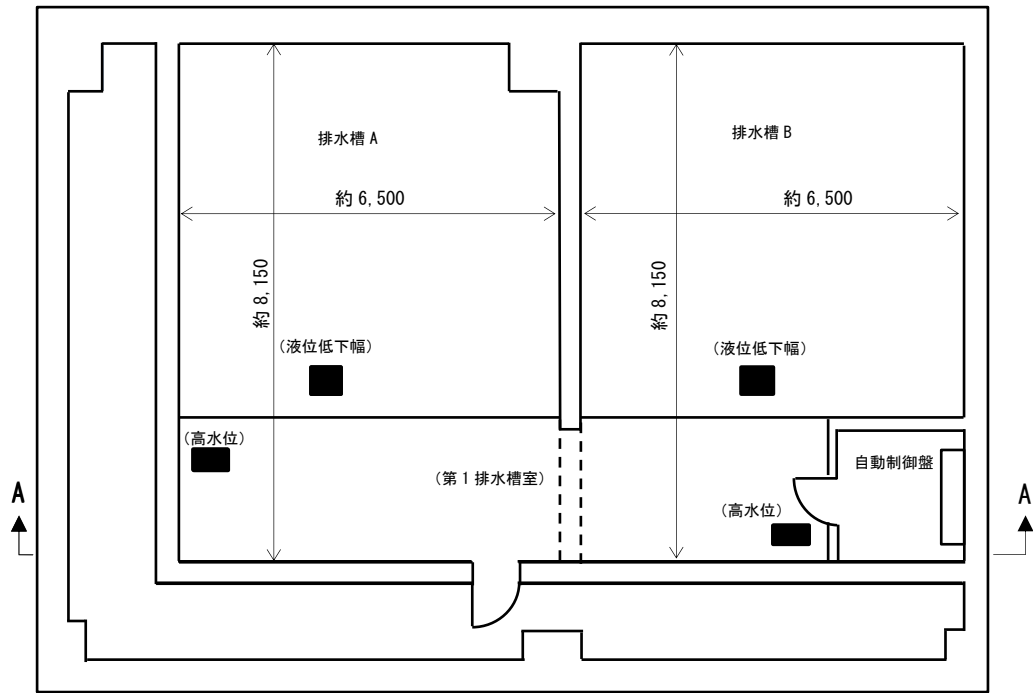 排水槽 A
排水槽 B
約 6,500
約 6,500
約 8,150
約 8,150
（液位低下幅）
（液位低下幅）
（高水位）
（第 1 排水槽室）
自動制御盤
（高水位）
A
A